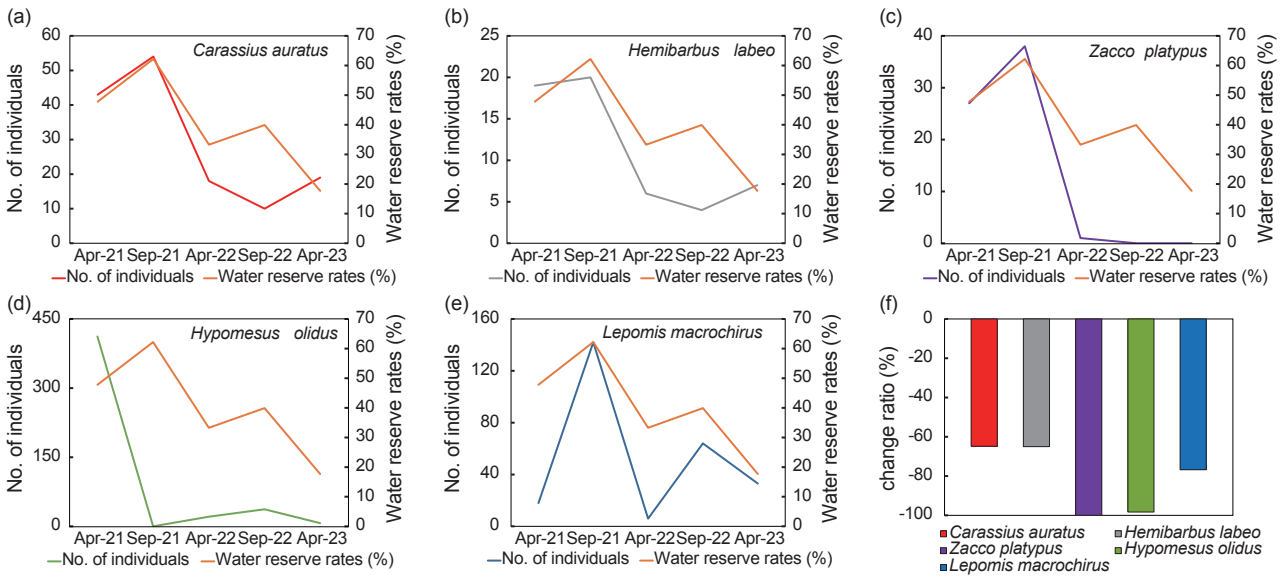 (a)
Carassius auratus
No. of individuals
60
50
40
30
20
10
0
70
60
50
40
30
20
10
0
Water reserve rates (%)
Apr-21 Sep-21 Apr-22 Sep-22 Apr-23
No. of individuals Water reserve rates (%)
(b)
Hemibarbus labeo
No. of individuals
25
20
15
10
5
0
70
60
50
40
30
20
10
0
Water reserve rates (%)
Apr-21 Sep-21 Apr-22 Sep-22 Apr-23
No. of individuals Water reserve rates (%)
(c)
Zacco platypus
No. of individuals
40
30
20
10
0
70
60
50
40
30
20
10
0
Water reserve rates (%)
Apr-21 Sep-21 Apr-22 Sep-22 Apr-23
No. of individuals Water reserve rates (%)
(d)
Hypomesus olidus
No. of individuals
450
300
150
0
70
60
50
40
30
20
10
0
Water reserve rates (%)
Apr-21 Sep-21 Apr-22 Sep-22 Apr-23
No. of individuals Water reserve rates (%)
(e)
Lepomis macrochirus
No. of individuals
160
120
80
40
0
70
60
50
40
30
20
10
0
Water reserve rates (%)
Apr-21 Sep-21 Apr-22 Sep-22 Apr-23
No. of individuals Water reserve rates (%)
(f)
change ratio (%)
0
-20
-40
-60
-80
-100
Carassius auratus Hemibarbus labeo
Zacco platypus Hypomesus olidus
Lepomis macrochirus